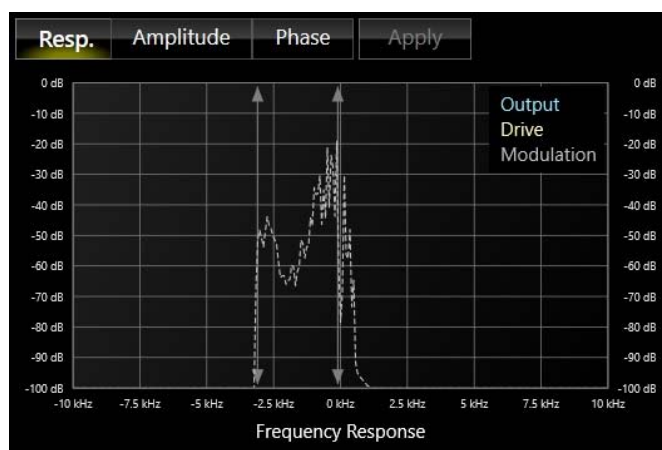 Resp. Amplitude Phase Apply
0 dB 0 dB
Output
-10 dB -10 dB
Drive
-20 dB -20 dB
Modulation
-30 dB -30 dB
-40 dB -40 dB
-50 dB -50 dB
-60 dB -60 dB
-70 dB -70 dB
-80 dB -80 dB
-90 dB -90 dB
-100 dB -100 dB
-10 kHz -7.5 kHz -5 kHz -2.5 kHz 0 kHz 2.5 kHz 5 kHz 7.5 kHz 10 kHz
Frequency Response